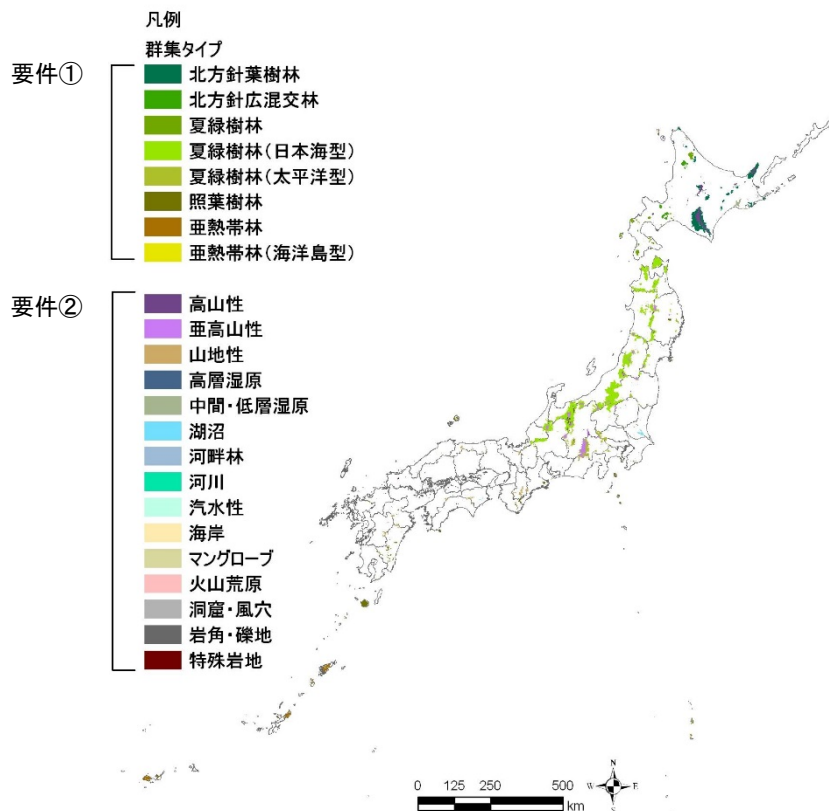 凡例
群集タイプ
要件①
北方針葉樹林
北方針広混交林
夏緑樹林
夏緑樹林(日本海型)
夏緑樹林(太平洋型)
照葉樹林
亜熱帯林
亜熱帯林(海洋島型)
要件②
高山性
亜高山性
山地性
高層湿原
中間・低層湿原
湖沼
河畔林
河川
汽水性
海岸
マングローブ
火山荒原
洞窟・風穴
岩角・礫地
特殊岩地
0 125 250 500
km
N
W E
S